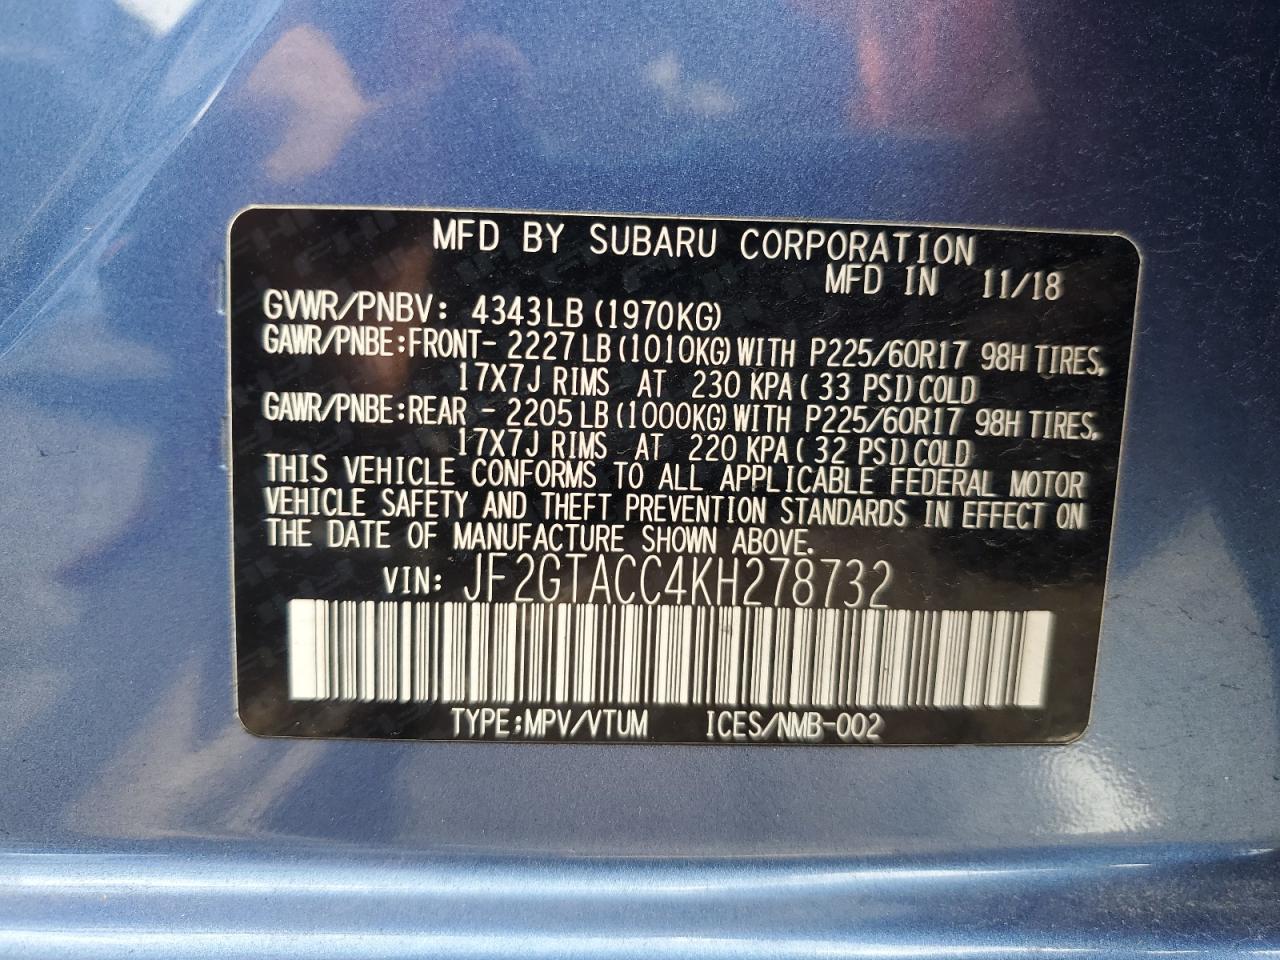 MFD BY SUBARU CORPORATION
MFD IN 11/18
GVWR/PNBV: 4343LB (1970KG)
GAWR/PNBE:FRONT- 2227 LB (1010KG) WITH P225/60R17 98H TIRES,
17X7J RIMS AT 230 KPA ( 33 PSI) COLD
GAWR/PNBE:REAR - 2205 LB (1000KG) WITH P225/60R17 98H TIRES,
17X7J RIMS AT 220 KPA ( 32 PSI) COLD
THIS VEHICLE CONFORMS TO ALL APPLICABLE FEDERAL MOTOR
VEHICLE SAFETY AND THEFT PREVENTION STANDARDS IN EFFECT ON
THE DATE OF MANUFACTURE SHOWN ABOVE.
VIN: JF2GTACC4KH278732
TYPE:MPV/VTUM ICES/NMB-002